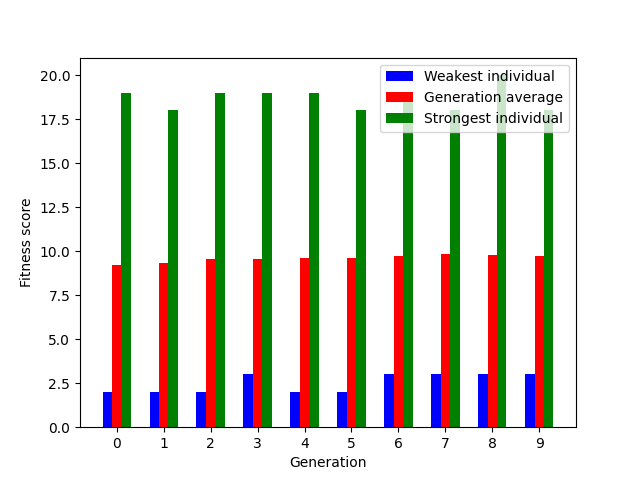 Weakest individual
Generation average
Strongest individual
Fitness score
20.0
17.5
15.0
12.5
10.0
7.5
5.0
2.5
0.0
0 1 2 3 4 5 6 7 8 9
Generation